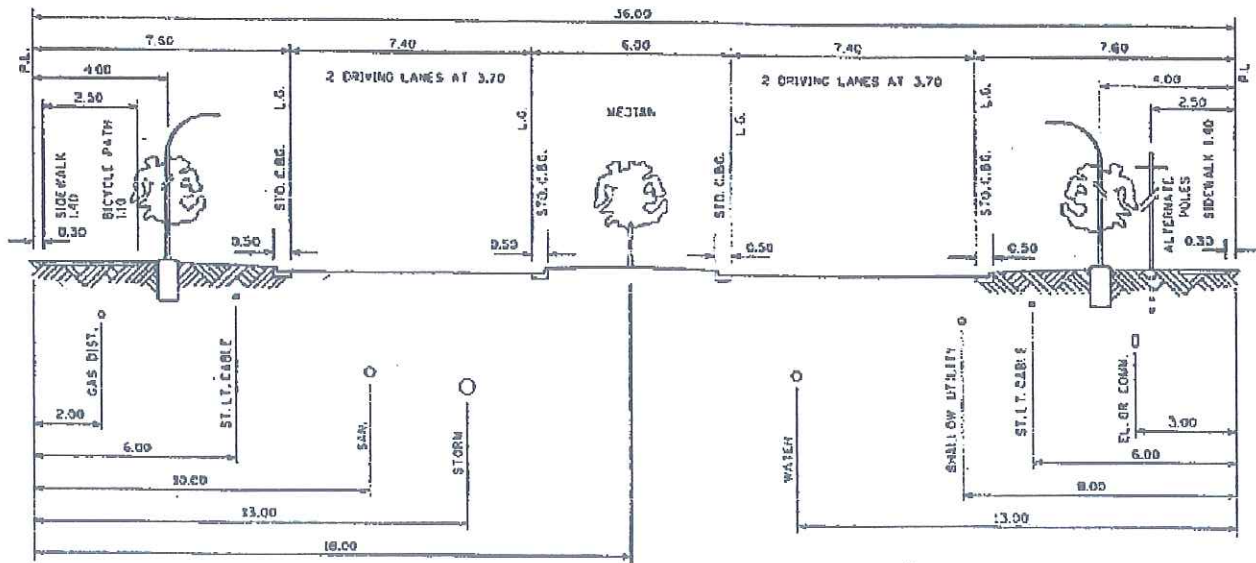 36.00
7.60
7.40
6.00
7.40
7.60
P.L.
4.00
2 DRIVING LANES AT 3.70
2 DRIVING LANES AT 3.70
4.00
P.L.
2.50
L.G.
L.G.
MEDIAN
L.G.
L.G.
2.50
SIDEWALK
1.40
BICYCLE PATH
1.10
STD.C.&G.
STD.C.&G.
STD.C.&G.
STD.C.&G.
ALTERNATE
POLES
SIDEWALK 1.40
0.30
0.50
0.50
0.50
0.50
0.30
GAS DIST.
ST.LT.CABLE
SAN.
STORM
WATER
SHALLOW UTILITY
ST.LT.CABLE
EL.OR COMM.
2.00
3.00
6.00
6.00
10.00
8.00
13.00
13.00
18.00